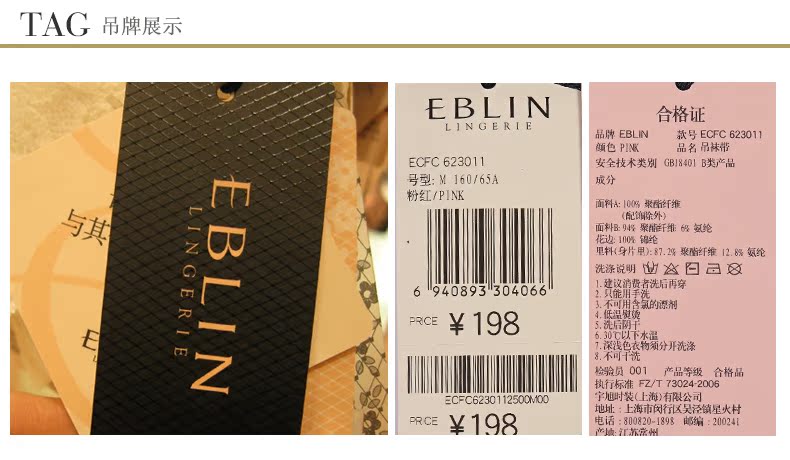 TAG 吊牌展示
与其
EBLIN
LINGERIE
EBLIN
LINGERIE
ECFC 623011
号型: M 160/65A
粉红/PINK
6 940893 304066
PRICE ¥198
ECFC6230112500M00
PRICE ¥198
合格证
品牌 EBLIN 款号 ECFC 623011
颜色 PINK 品名 吊袜带
安全技术类别 GB18401 B类产品
成分
面料A:100% 聚酯纤维
(配饰除外)
面料B:94% 聚酯纤维 6% 氨纶
花边:100% 锦纶
里料(身片里):87.2% 聚酯纤维 12.8% 氨纶
洗涤说明
1.建议消费者洗后再穿
2.只能用手洗
3.不可用含氯的漂剂
4.低温熨烫
5.洗后阴干
6.30℃以下水温
7.深浅色衣物须分开洗涤
8.不可干洗
检验员 001 产品等级 合格品
执行标准 FZ/T 73024-2006
宇旭时装(上海)有限公司
地址:上海市闵行区吴泾镇星火村
电话:800820-1898 邮编:200241
产地:江苏常州